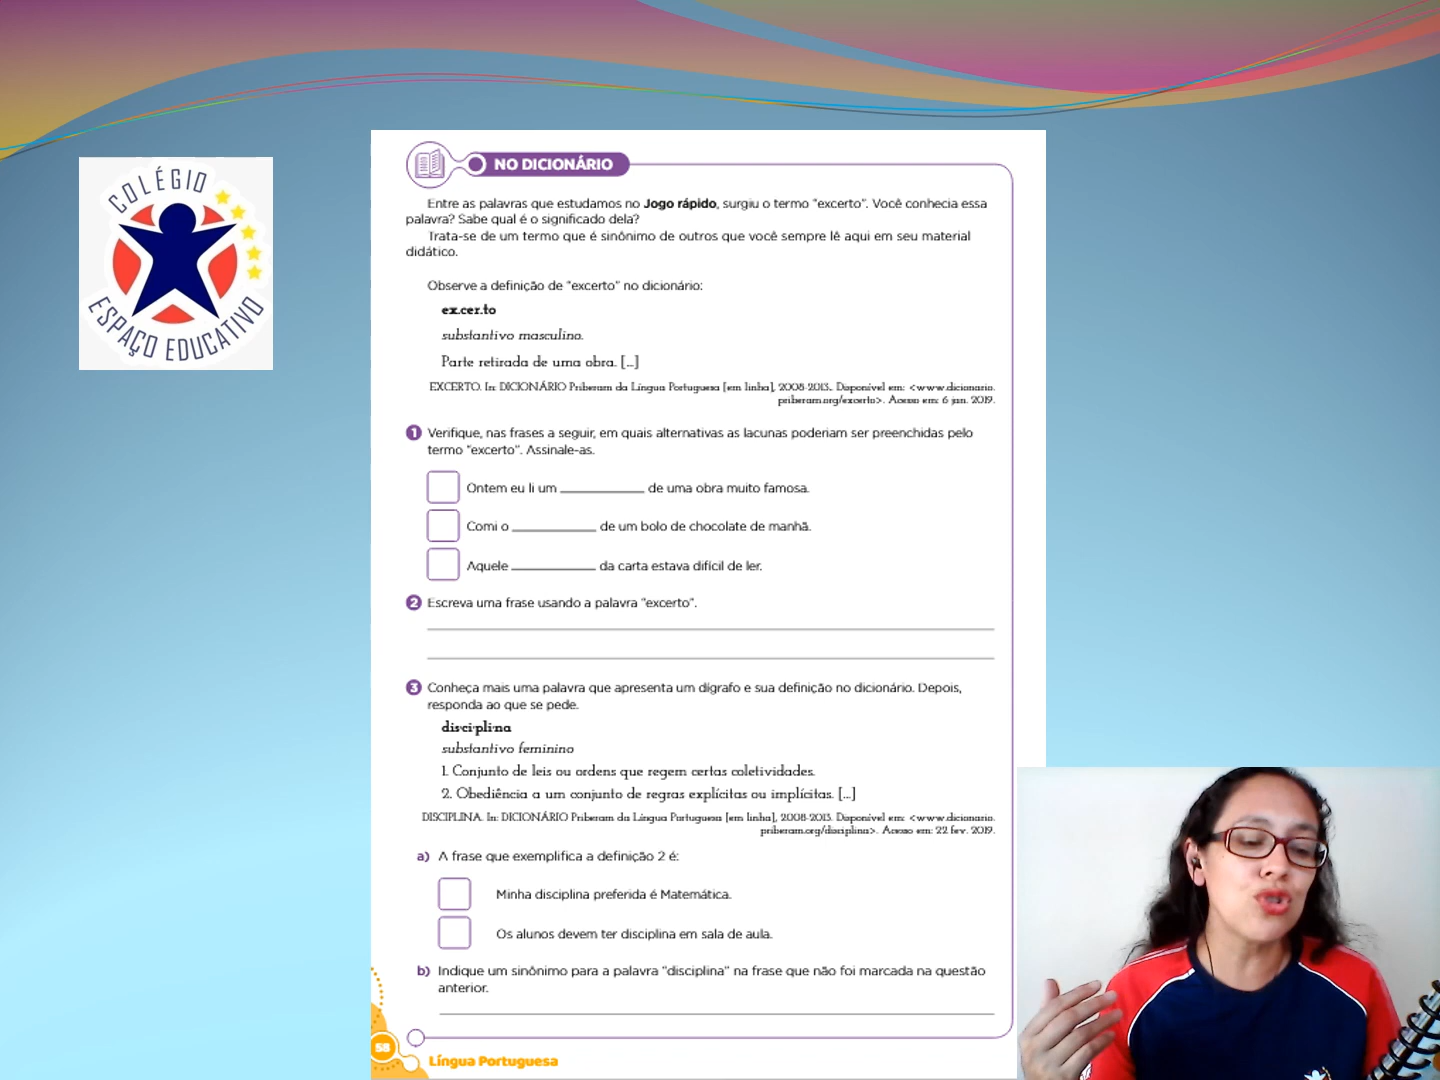 COLÉGIO
ESPAÇO EDUCATIVO
NO DICIONÁRIO
Entre as palavras que estudamos no Jogo rápido, surgiu o termo "excerto". Você conhecia essa
palavra? Sabe qual é o significado dela?
Trata-se de um termo que é sinônimo de outros que você sempre lê aqui em seu material
didático.
Observe a definição de "excerto" no dicionário:
ex.cer.to
substantivo masculino.
Parte retirada de uma obra. [...]
EXCERTO. In: DICIONÁRIO Priberam da Língua Portuguesa [em linha], 2008-2013. Disponível em: <www.dicionario.
priberam.org/excerto>. Acesso em: 6 jan. 2019.
1 Verifique, nas frases a seguir, em quais alternativas as lacunas poderiam ser preenchidas pelo
termo "excerto". Assinale-as.
Ontem eu li um ____________ de uma obra muito famosa.
Comi o ____________ de um bolo de chocolate de manhã.
Aquele ____________ da carta estava difícil de ler.
2 Escreva uma frase usando a palavra "excerto".
3 Conheça mais uma palavra que apresenta um dígrafo e sua definição no dicionário. Depois,
responda ao que se pede.
dis·ci·pli·na
substantivo feminino
1. Conjunto de leis ou ordens que regem certas coletividades.
2. Obediência a um conjunto de regras explícitas ou implícitas. [...]
DISCIPLINA. In: DICIONÁRIO Priberam da Língua Portuguesa [em linha], 2008-2013. Disponível em: <www.dicionario.
priberam.org/disciplina>. Acesso em: 22 fev. 2019.
a) A frase que exemplifica a definição 2 é:
Minha disciplina preferida é Matemática.
Os alunos devem ter disciplina em sala de aula.
b) Indique um sinônimo para a palavra "disciplina" na frase que não foi marcada na questão
anterior.
58
Língua Portuguesa